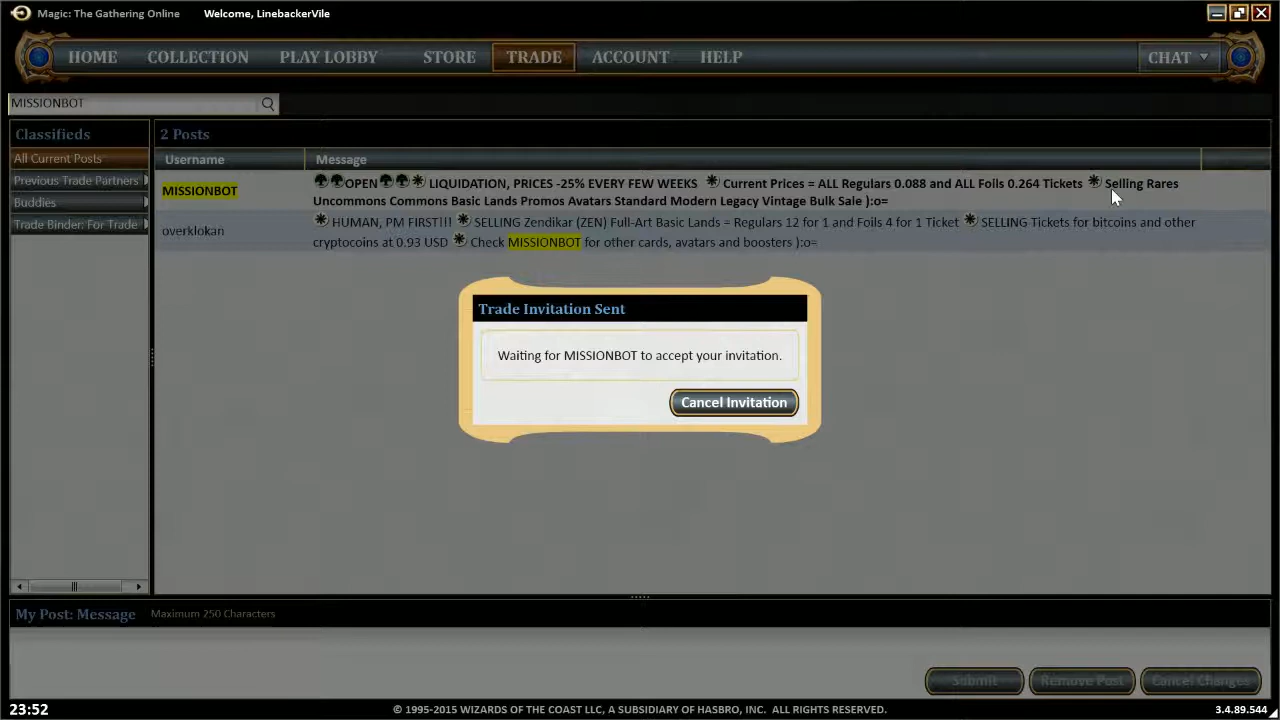 Magic: The Gathering Online Welcome, LinebackerVile
HOME COLLECTION PLAY LOBBY STORE TRADE ACCOUNT HELP CHAT
MISSIONBOT
Classifieds
2 Posts
All Current Posts
Username Message
Previous Trade Partners
MISSIONBOT
OPEN LIQUIDATION, PRICES -25% EVERY FEW WEEKS Current Prices = ALL Regulars 0.088 and ALL Foils 0.264 Tickets Selling Rares
Uncommons Commons Basic Lands Promos Avatars Standard Modern Legacy Vintage Bulk Sale ):o=
Buddies
Trade Binder: For Trade
overklokan
HUMAN, PM FIRST!!! SELLING Zendikar (ZEN) Full-Art Basic Lands = Regulars 12 for 1 and Foils 4 for 1 Ticket SELLING Tickets for bitcoins and other
cryptocoins at 0.93 USD Check MISSIONBOT for other cards, avatars and boosters ):o=
Trade Invitation Sent
Waiting for MISSIONBOT to accept your invitation.
Cancel Invitation
My Post: Message Maximum 250 Characters
Submit Remove Post Cancel Changes
23:52 © 1995-2015 WIZARDS OF THE COAST LLC, A SUBSIDIARY OF HASBRO, INC. ALL RIGHTS RESERVED. 3.4.89.544